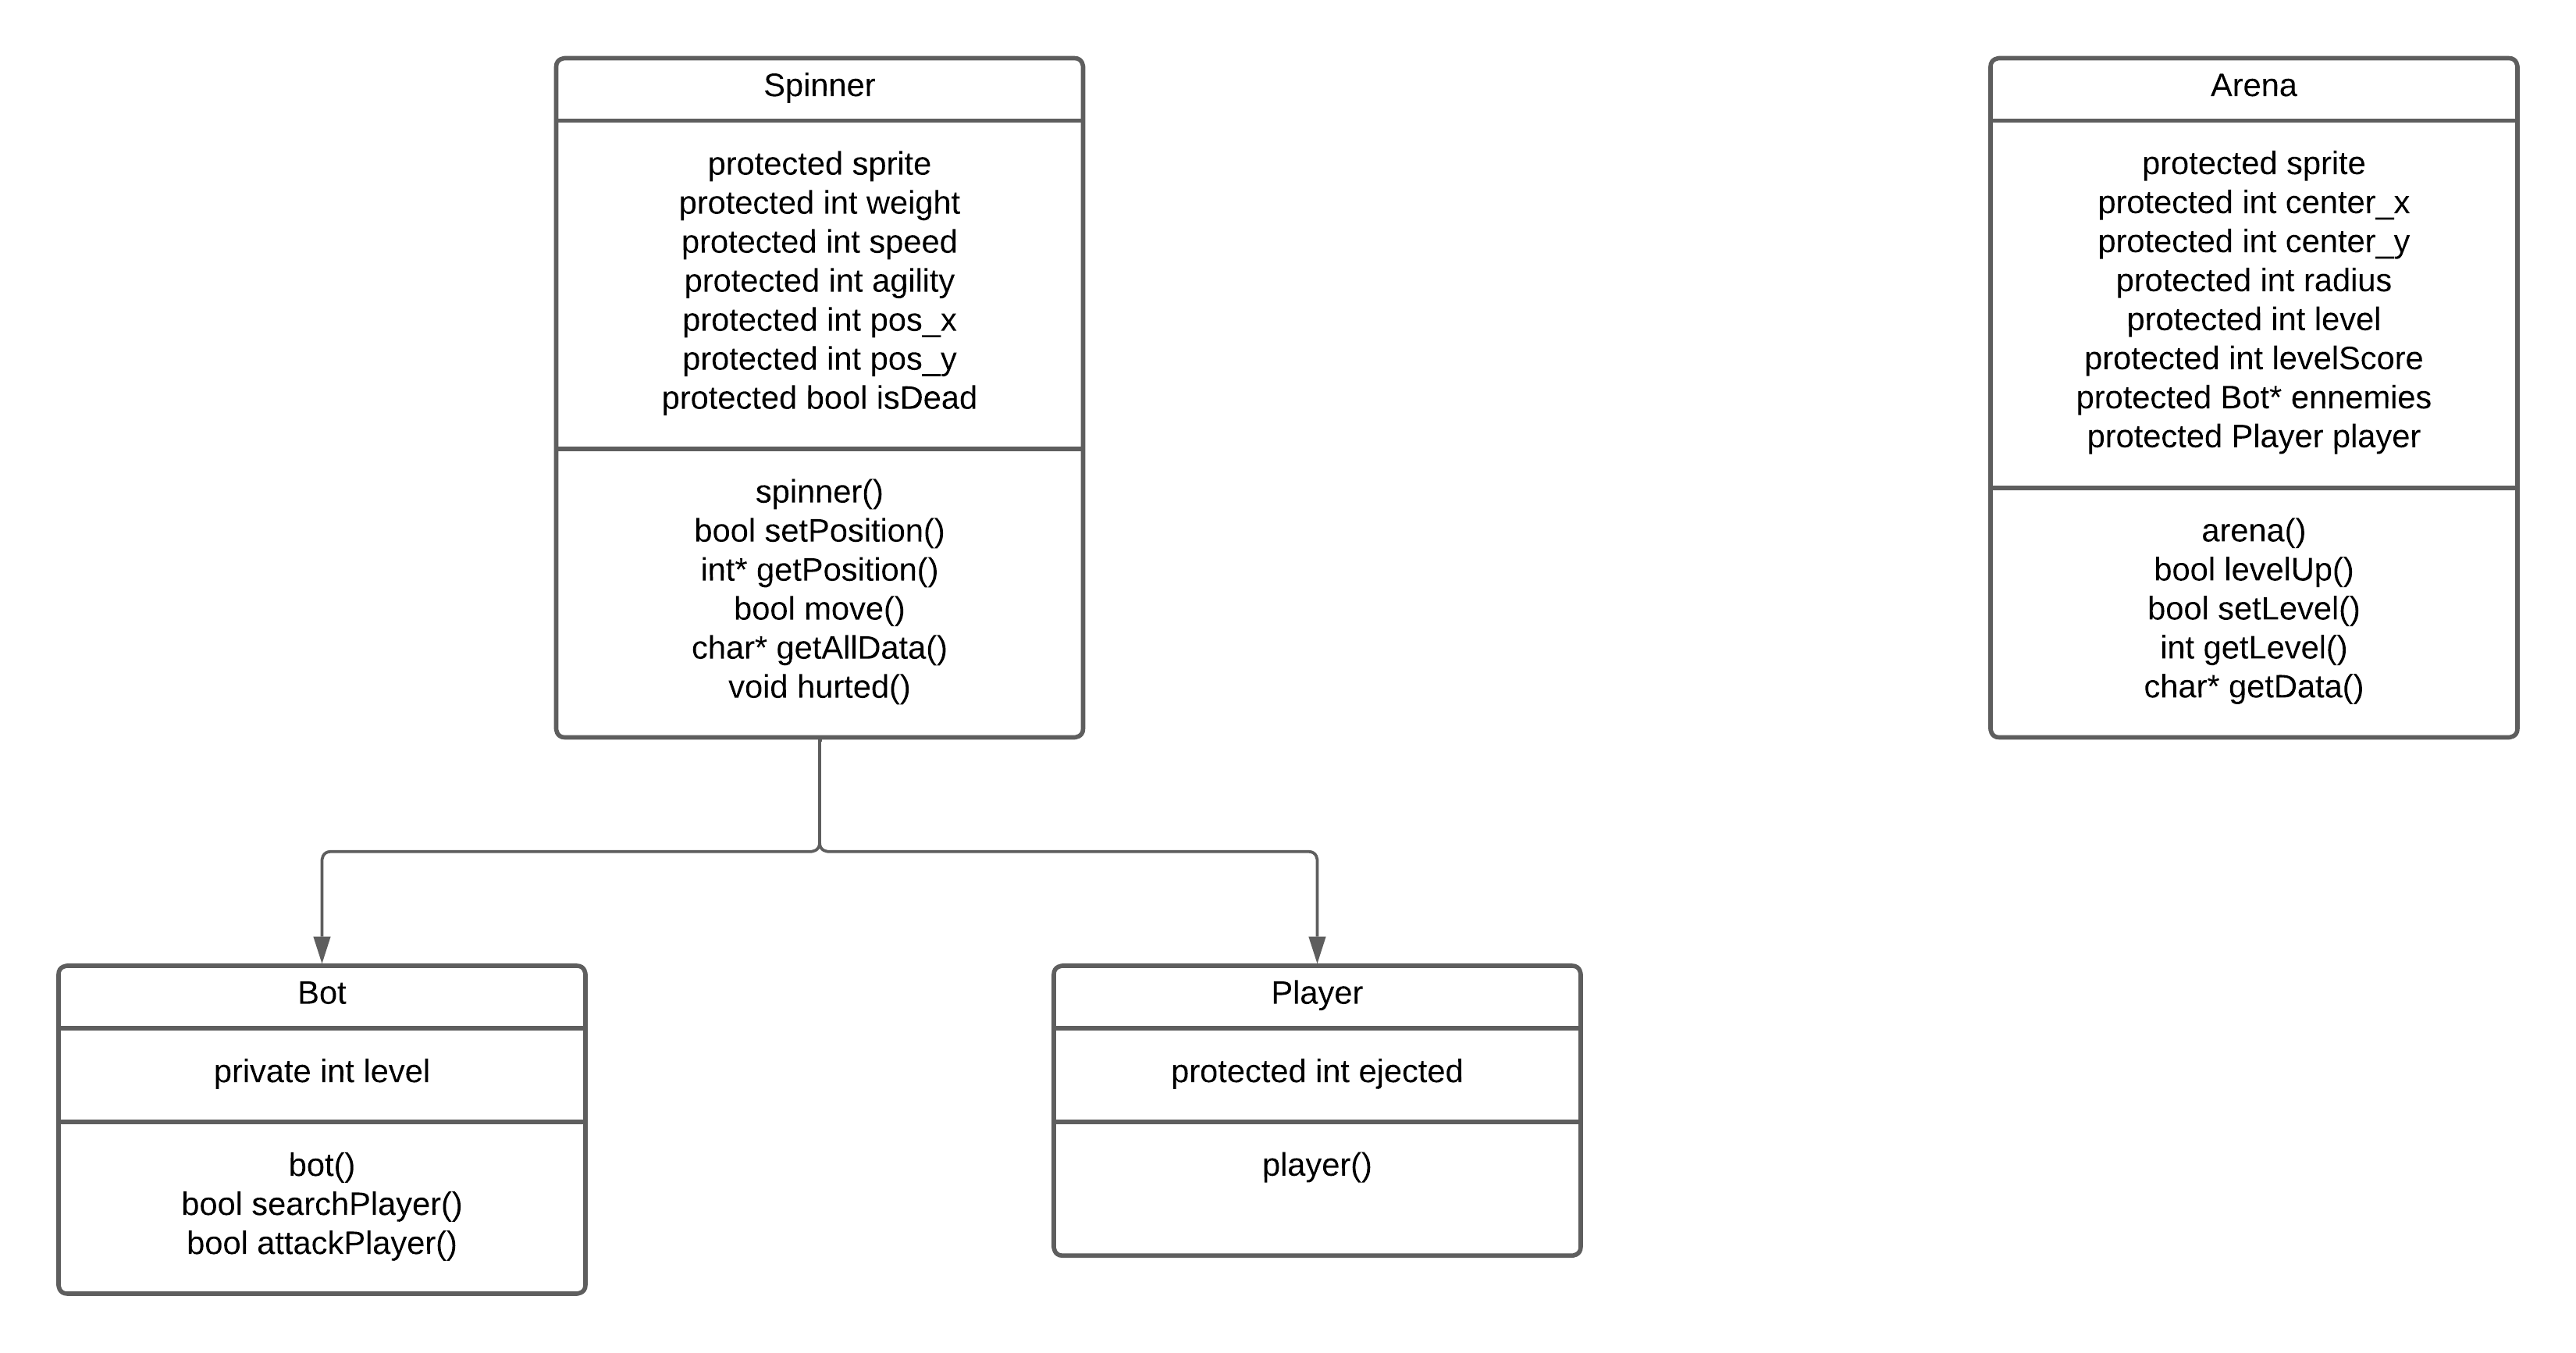 Spinner
protected sprite
protected int weight
protected int speed
protected int agility
protected int pos_x
protected int pos_y
protected bool isDead
spinner()
bool setPosition()
int* getPosition()
bool move()
char* getAllData()
void hurted()
Arena
protected sprite
protected int center_x
protected int center_y
protected int radius
protected int level
protected int levelScore
protected Bot* ennemies
protected Player player
arena()
bool levelUp()
bool setLevel()
int getLevel()
char* getData()
Bot
private int level
bot()
bool searchPlayer()
bool attackPlayer()
Player
protected int ejected
player()